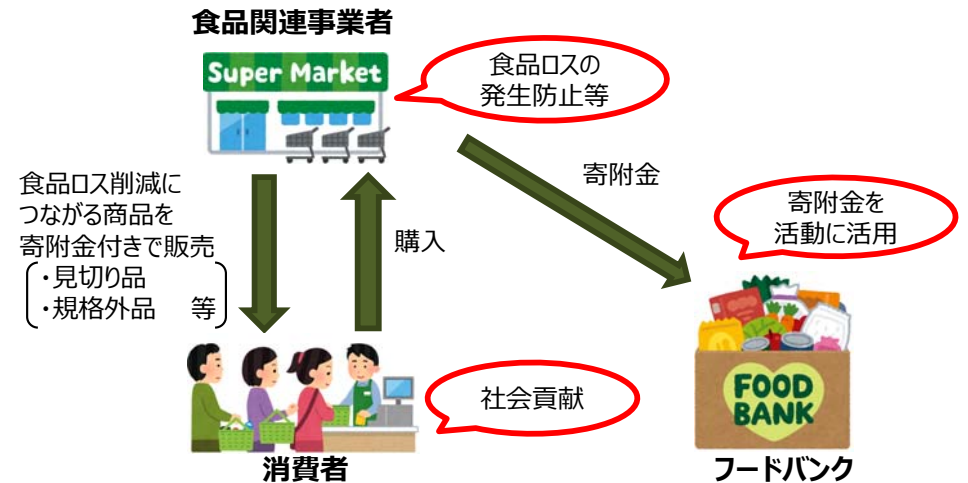 食品関連事業者
Super Market
食品ロスの
発生防止等
食品ロス削減に
つながる商品を
寄附金付きで販売
・見切り品
・規格外品　等
購入
寄附金
寄附金を
活動に活用
社会貢献
FOOD
BANK
消費者
フードバンク